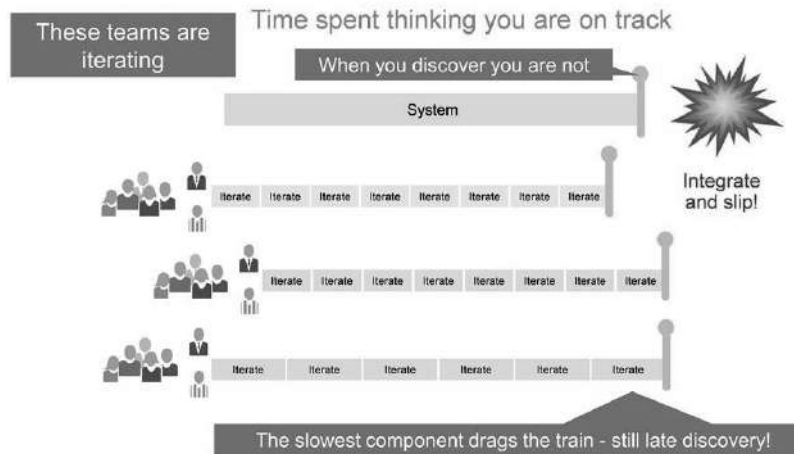 These teams are
iterating
Time spent thinking you are on track
When you discover you are not
System
Integrate
and slip!
Iterate Iterate Iterate Iterate Iterate Iterate Iterate Iterate
Iterate Iterate Iterate Iterate Iterate Iterate Iterate Iterate
Iterate Iterate Iterate Iterate Iterate Iterate
The slowest component drags the train - still late discovery!